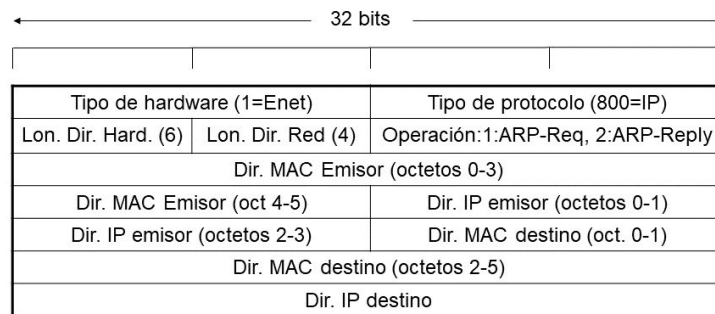 32 bits
Tipo de hardware (1=Enet) Tipo de protocolo (800=IP)
Lon. Dir. Hard. (6) Lon. Dir. Red (4) Operación:1:ARP-Req, 2:ARP-Reply
Dir. MAC Emisor (octetos 0-3)
Dir. MAC Emisor (oct 4-5) Dir. IP emisor (octetos 0-1)
Dir. IP emisor (octetos 2-3) Dir. MAC destino (oct. 0-1)
Dir. MAC destino (octetos 2-5)
Dir. IP destino